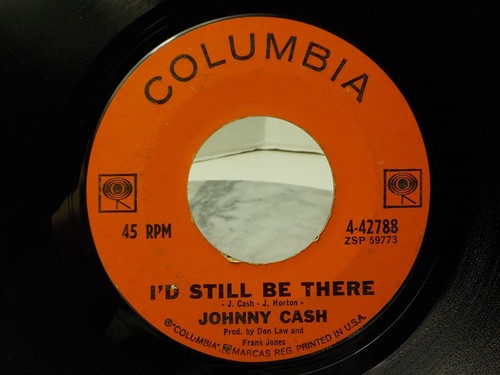 COLUMBIA
45 RPM
4-42788
ZSP 59773
I'D STILL BE THERE
- J. Cash - J. Horton -
JOHNNY CASH
Prod. by Don Law and
Frank Jones
"COLUMBIA", MARCAS REG. PRINTED IN U.S.A.